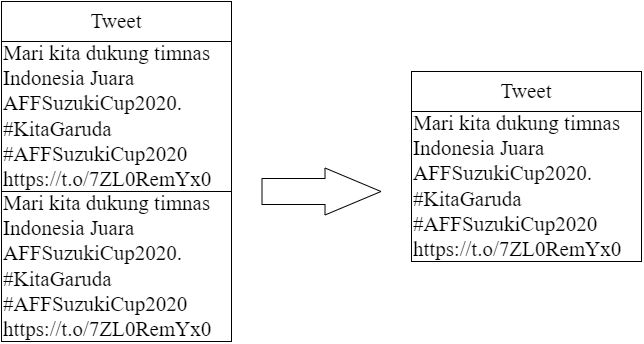 Tweet
Mari kita dukung timnas
Indonesia Juara
AFFSuzukiCup2020.
#KitaGaruda
#AFFSuzukiCup2020
https://t.o/7ZL0RemYx0
Mari kita dukung timnas
Indonesia Juara
AFFSuzukiCup2020.
#KitaGaruda
#AFFSuzukiCup2020
https://t.o/7ZL0RemYx0
Tweet
Mari kita dukung timnas
Indonesia Juara
AFFSuzukiCup2020.
#KitaGaruda
#AFFSuzukiCup2020
https://t.o/7ZL0RemYx0